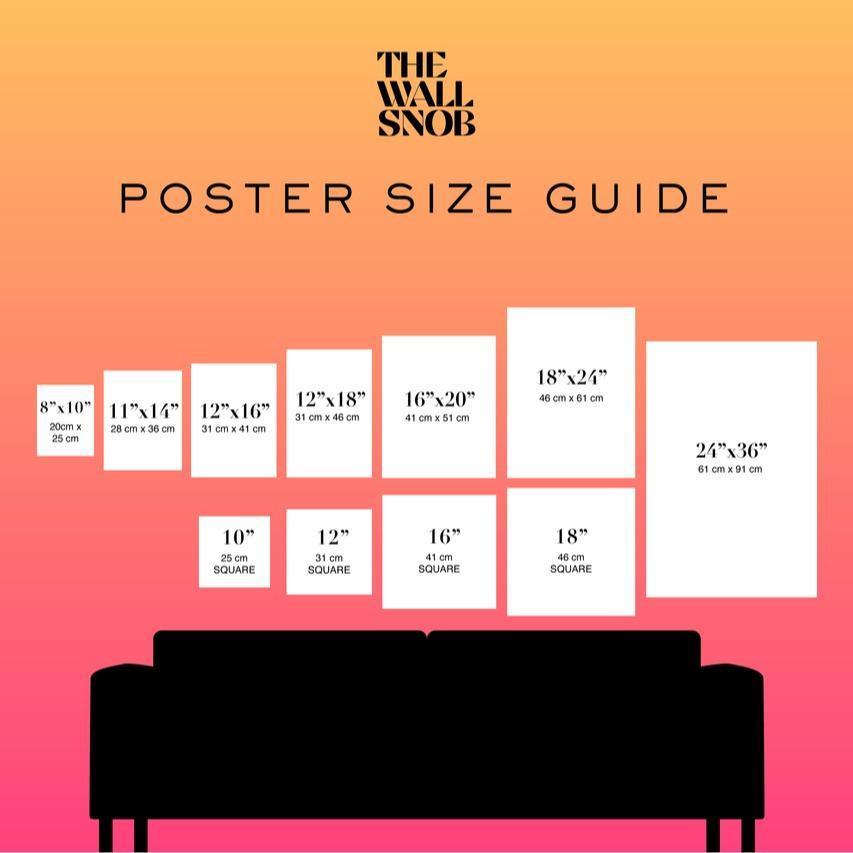 THE
WALL
SNOB
POSTER SIZE GUIDE
8”x10”
20cm x
25 cm
11”x14”
28 cm x 36 cm
12”x16”
31 cm x 41 cm
12”x18”
31 cm x 46 cm
16”x20”
41 cm x 51 cm
18”x24”
46 cm x 61 cm
24”x36”
61 cm x 91 cm
10”
25 cm
SQUARE
12”
31 cm
SQUARE
16”
41 cm
SQUARE
18”
46 cm
SQUARE